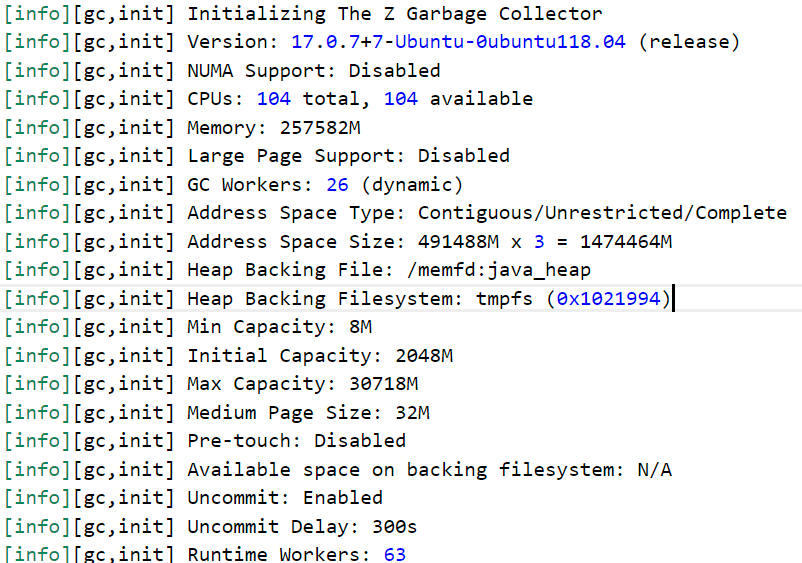 [info][gc,init] Initializing The Z Garbage Collector
[info][gc,init] Version: 17.0.7+7-Ubuntu-0ubuntu118.04 (release)
[info][gc,init] NUMA Support: Disabled
[info][gc,init] CPUs: 104 total, 104 available
[info][gc,init] Memory: 257582M
[info][gc,init] Large Page Support: Disabled
[info][gc,init] GC Workers: 26 (dynamic)
[info][gc,init] Address Space Type: Contiguous/Unrestricted/Complete
[info][gc,init] Address Space Size: 491488M x 3 = 1474464M
[info][gc,init] Heap Backing File: /memfd:java_heap
[info][gc,init] Heap Backing Filesystem: tmpfs (0x1021994)
[info][gc,init] Min Capacity: 8M
[info][gc,init] Initial Capacity: 2048M
[info][gc,init] Max Capacity: 30718M
[info][gc,init] Medium Page Size: 32M
[info][gc,init] Pre-touch: Disabled
[info][gc,init] Available space on backing filesystem: N/A
[info][gc,init] Uncommit: Enabled
[info][gc,init] Uncommit Delay: 300s
[info][gc,init] Runtime Workers: 63